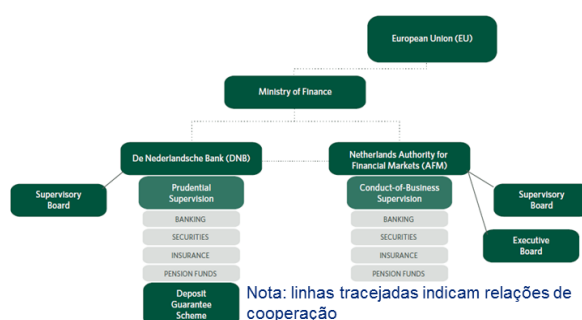 European Union (EU)
Ministry of Finance
De Nederlandsche Bank (DNB)
Netherlands Authority for
Financial Markets (AFM)
Supervisory
Board
Prudential
Supervision
Conduct-of-Business
Supervision
Supervisory
Board
BANKING
SECURITIES
INSURANCE
PENSION FUNDS
BANKING
SECURITIES
INSURANCE
PENSION FUNDS
Executive
Board
Deposit
Guarantee
Scheme
Nota: linhas tracejadas indicam relações de
cooperação